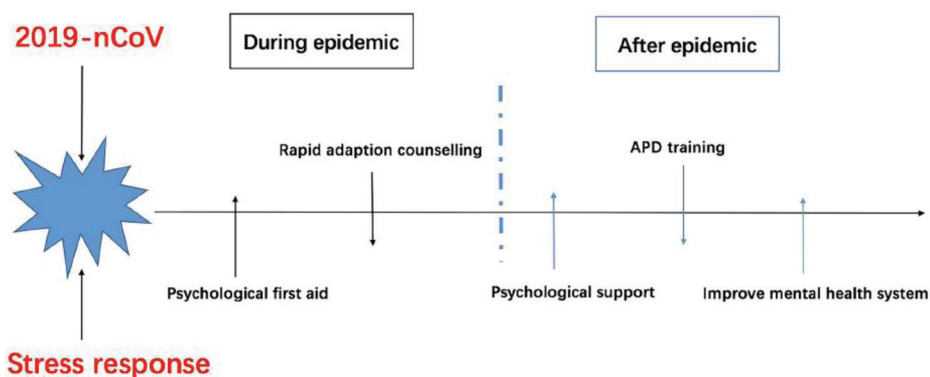 2019-nCoV
During epidemic
After epidemic
Rapid adaption counselling
APD training
Psychological first aid
Psychological support
Improve mental health system
Stress response